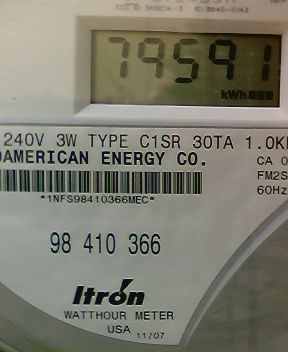 79591
kWh
240V 3W TYPE C1SR 30TA 1.0
AMERICAN ENERGY CO.
CA
FM2S
60Hz
*1NFS98410366MEC*
98 410 366
Itron
WATTHOUR METER
USA 11/07